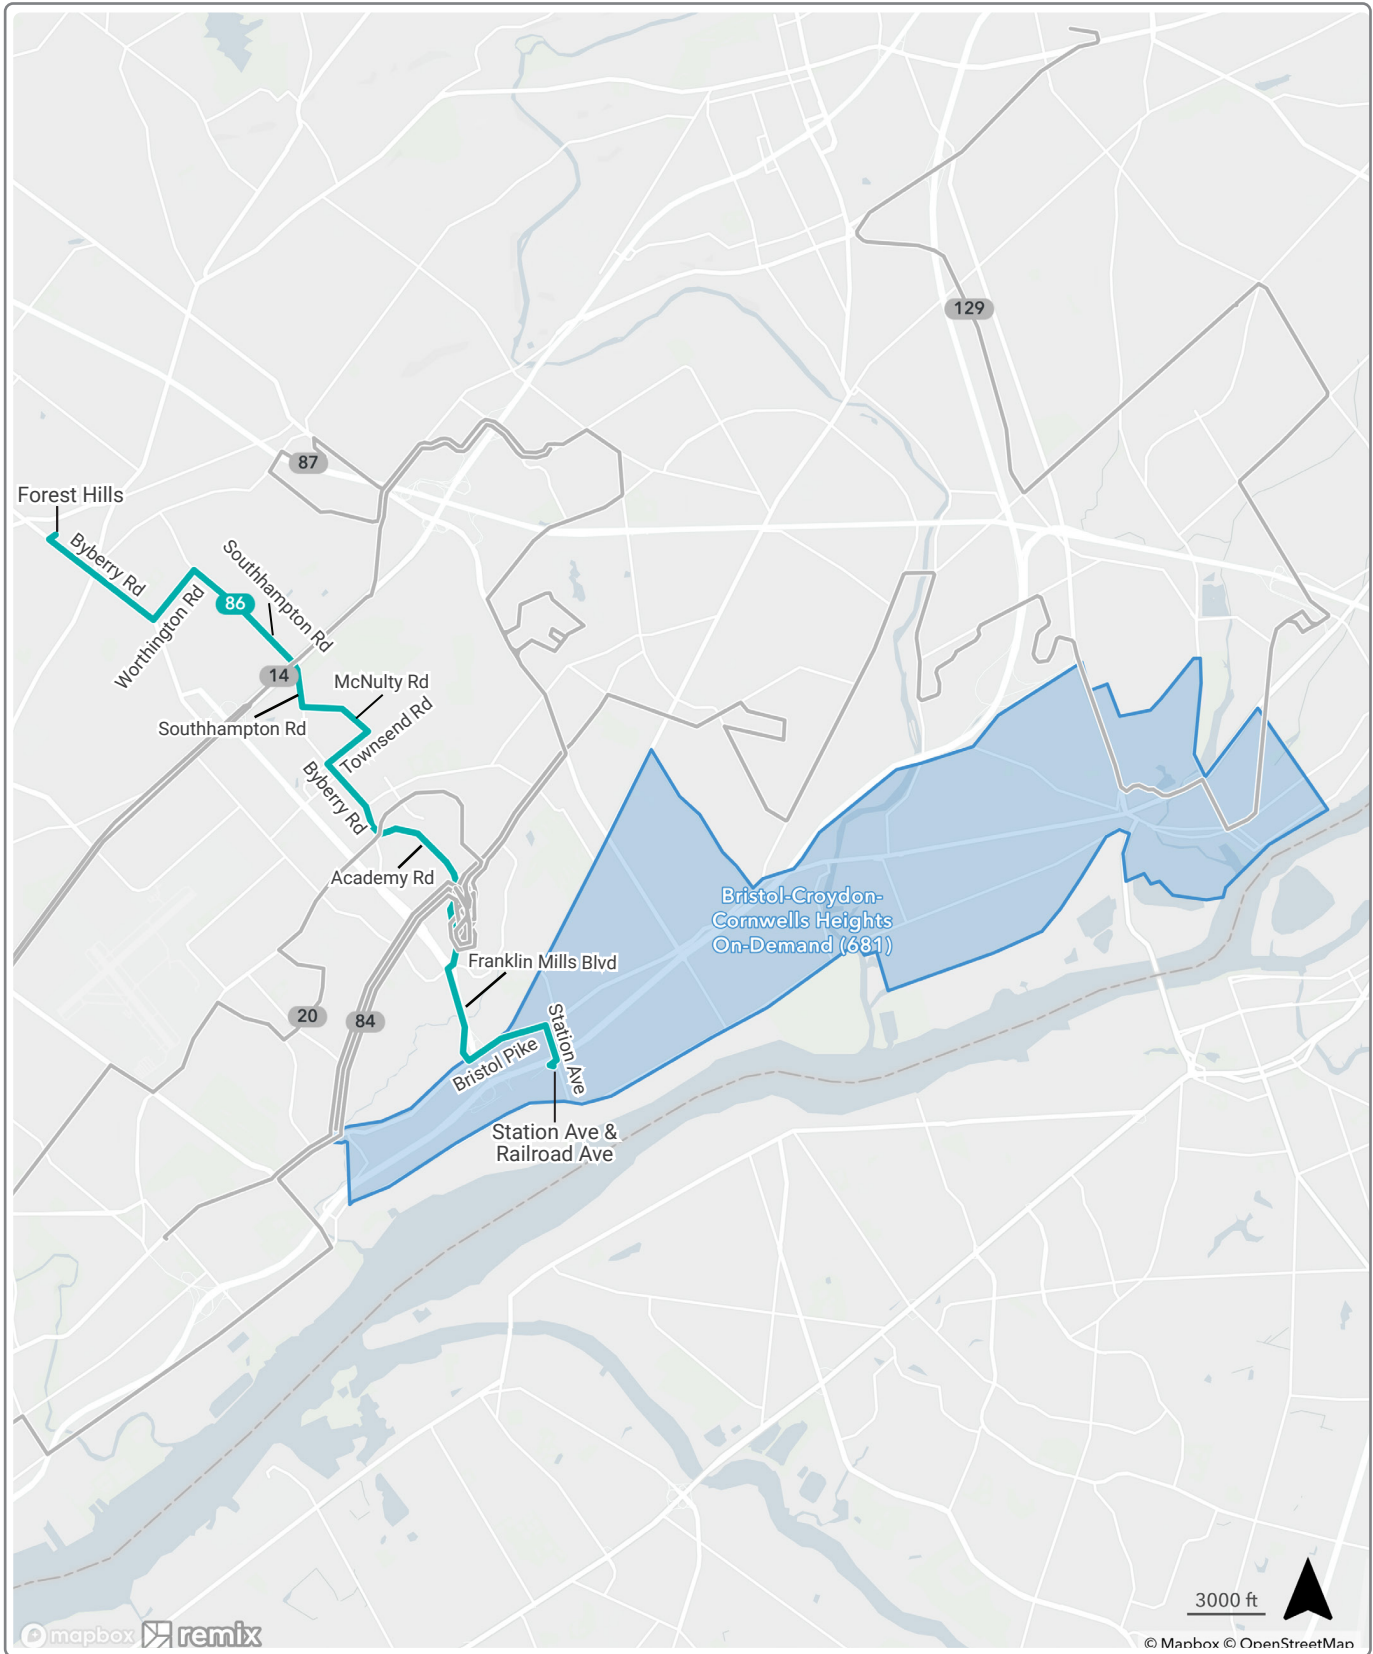 129
87
Forest Hills
Byberry Rd
Southhampton Rd
86
Worthington Rd
14
McNulty Rd
Southhampton Rd
Townsend Rd
Byberry Rd
Academy Rd
Bristol-Croydon-
Cornwells Heights
On-Demand (681)
Franklin Mills Blvd
20
84
Station Ave
Bristol Pike
Station Ave &
Railroad Ave
3000 ft
mapbox
remix
© Mapbox © OpenStreetMap